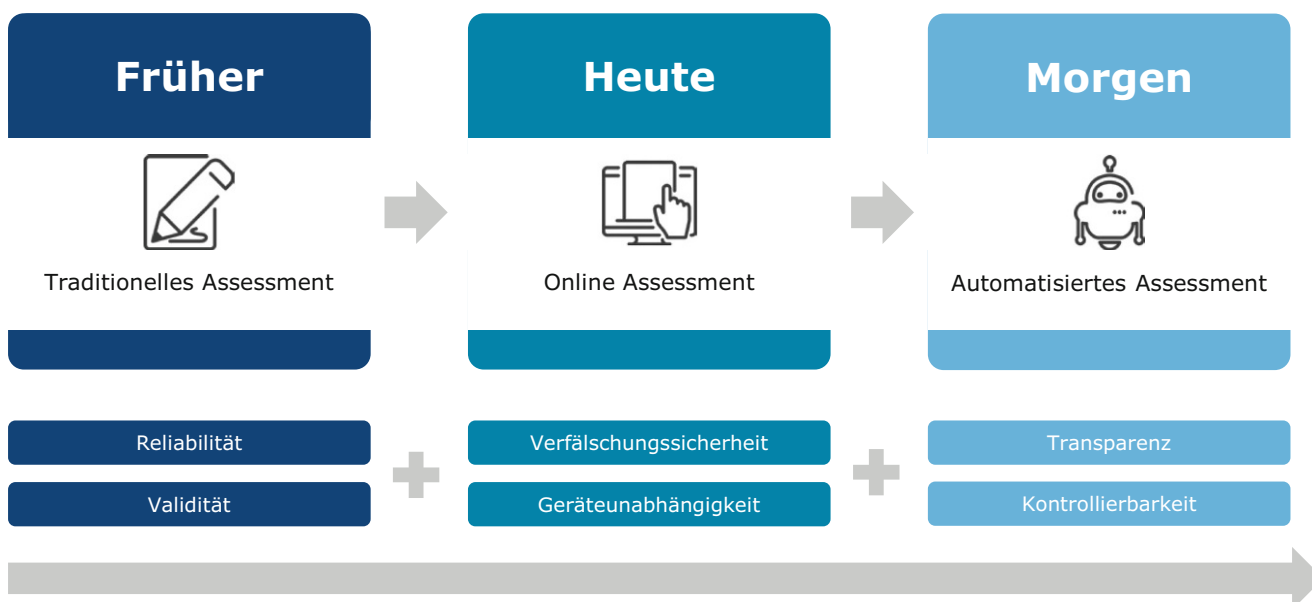 Früher
Heute
Morgen
Traditionelles Assessment
Online Assessment
Automatisiertes Assessment
Reliabilität
Verfälschungssicherheit
Transparenz
Validität
Geräteunabhängigkeit
Kontrollierbarkeit